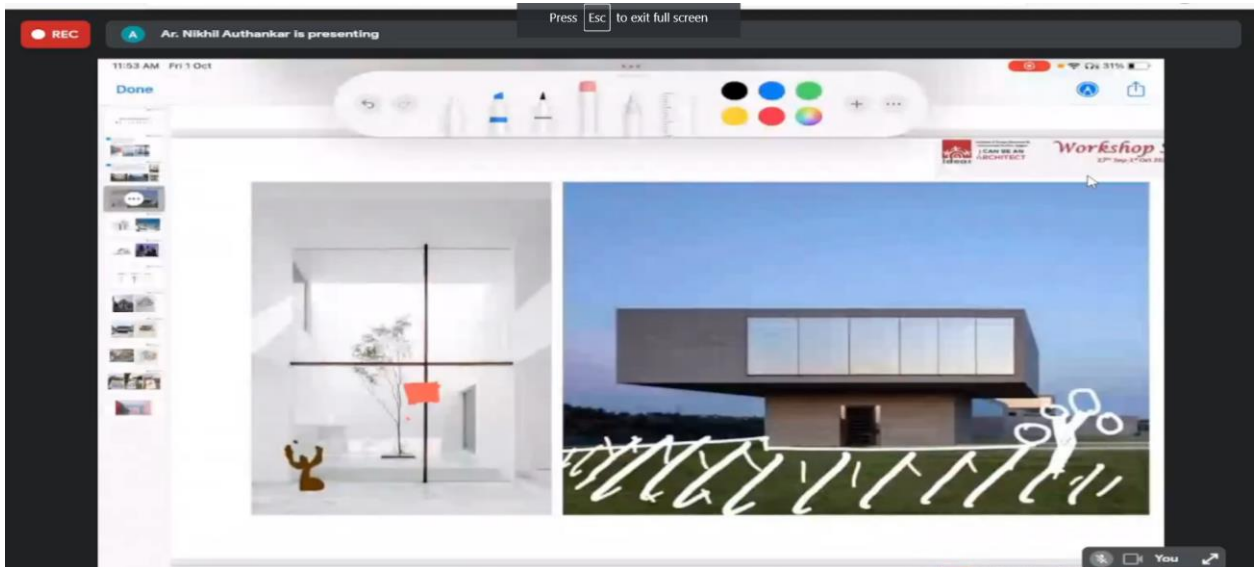 Press Esc to exit full screen
REC
A Ar. Nikhil Authankar is presenting
11:53 AM Fri 1 Oct
31%
Done
I CAN BE AN
ARCHITECT
Workshop S
You